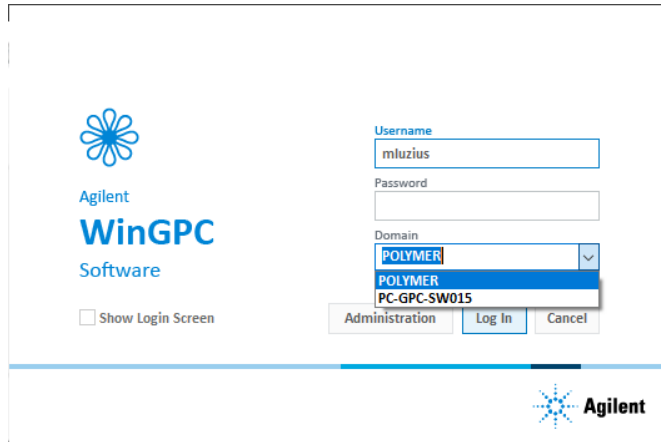 Agilent
WinGPC
Software
Show Login Screen
Username
mluzius
Password
Domain
POLYMER
POLYMER
PC-GPC-SW015
Administration
Log In
Cancel
Agilent